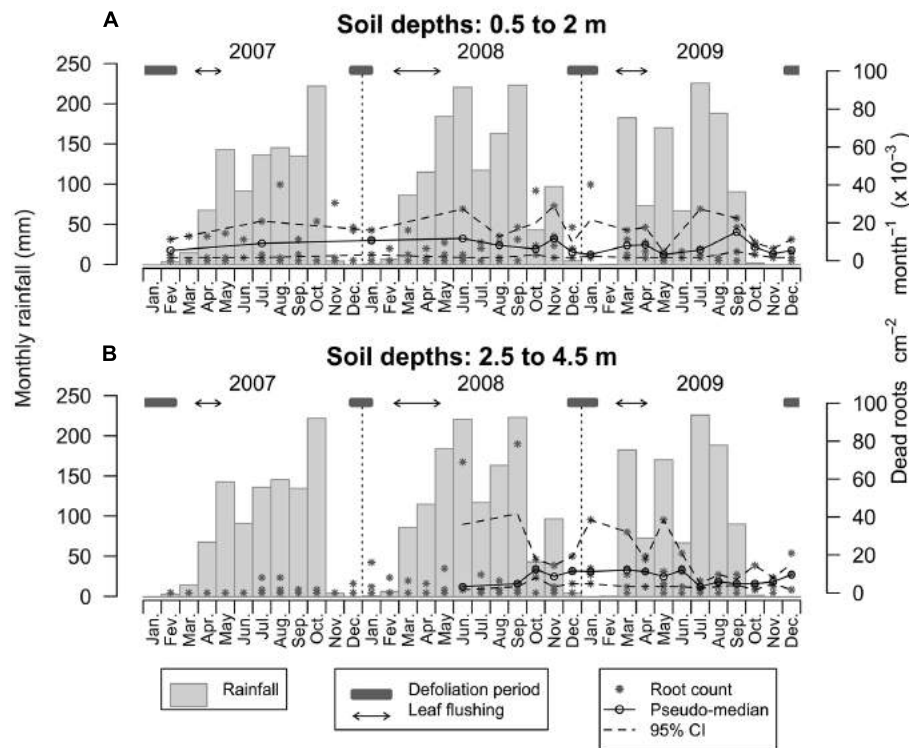 A
Soil depths: 0.5 to 2 m
2007 2008 2009
250
200
150
100
50
0
100
80
60
40
20
0
Jan. Fev. Mar. Apr. May Jun. Jul. Aug. Sep. Oct. Nov. Dec. Jan. Fev. Mar. Apr. May Jun. Jul. Aug. Sep. Oct. Nov. Dec. Jan. Fev. Mar. Apr. May Jun. Jul. Aug. Sep. Oct. Nov. Dec.
Monthly rainfall (mm)
Dead roots cm⁻² month⁻¹ (x 10⁻³)
B
Soil depths: 2.5 to 4.5 m
2007 2008 2009
250
200
150
100
50
0
100
80
60
40
20
0
Jan. Fev. Mar. Apr. May Jun. Jul. Aug. Sep. Oct. Nov. Dec. Jan. Fev. Mar. Apr. May Jun. Jul. Aug. Sep. Oct. Nov. Dec. Jan. Fev. Mar. Apr. May Jun. Jul. Aug. Sep. Oct. Nov. Dec.
Rainfall
Defoliation period
Leaf flushing
Root count
Pseudo-median
95% CI